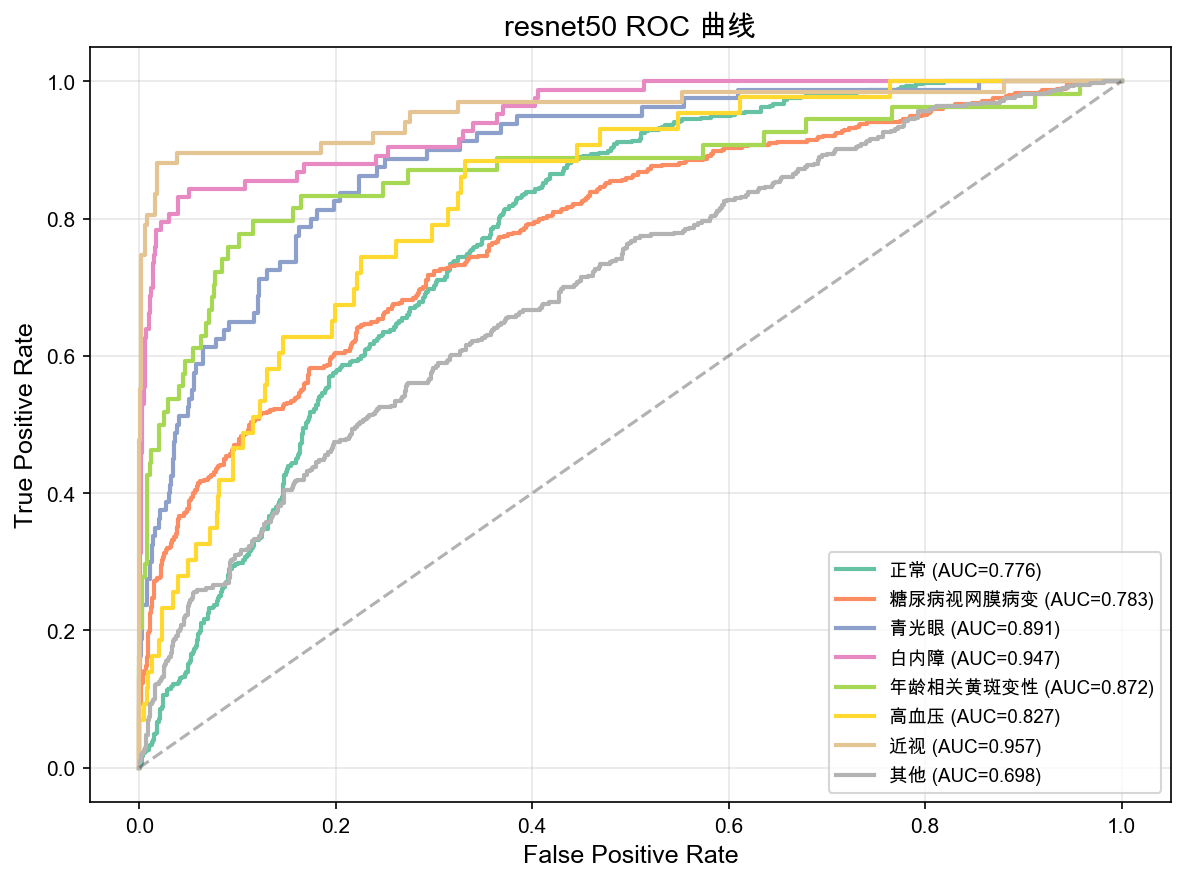 resnet50 ROC 曲线
True Positive Rate
1.0
0.8
0.6
0.4
0.2
0.0
正常 (AUC=0.776)
糖尿病视网膜病变 (AUC=0.783)
青光眼 (AUC=0.891)
白内障 (AUC=0.947)
年龄相关黄斑变性 (AUC=0.872)
高血压 (AUC=0.827)
近视 (AUC=0.957)
其他 (AUC=0.698)
0.0 0.2 0.4 0.6 0.8 1.0
False Positive Rate